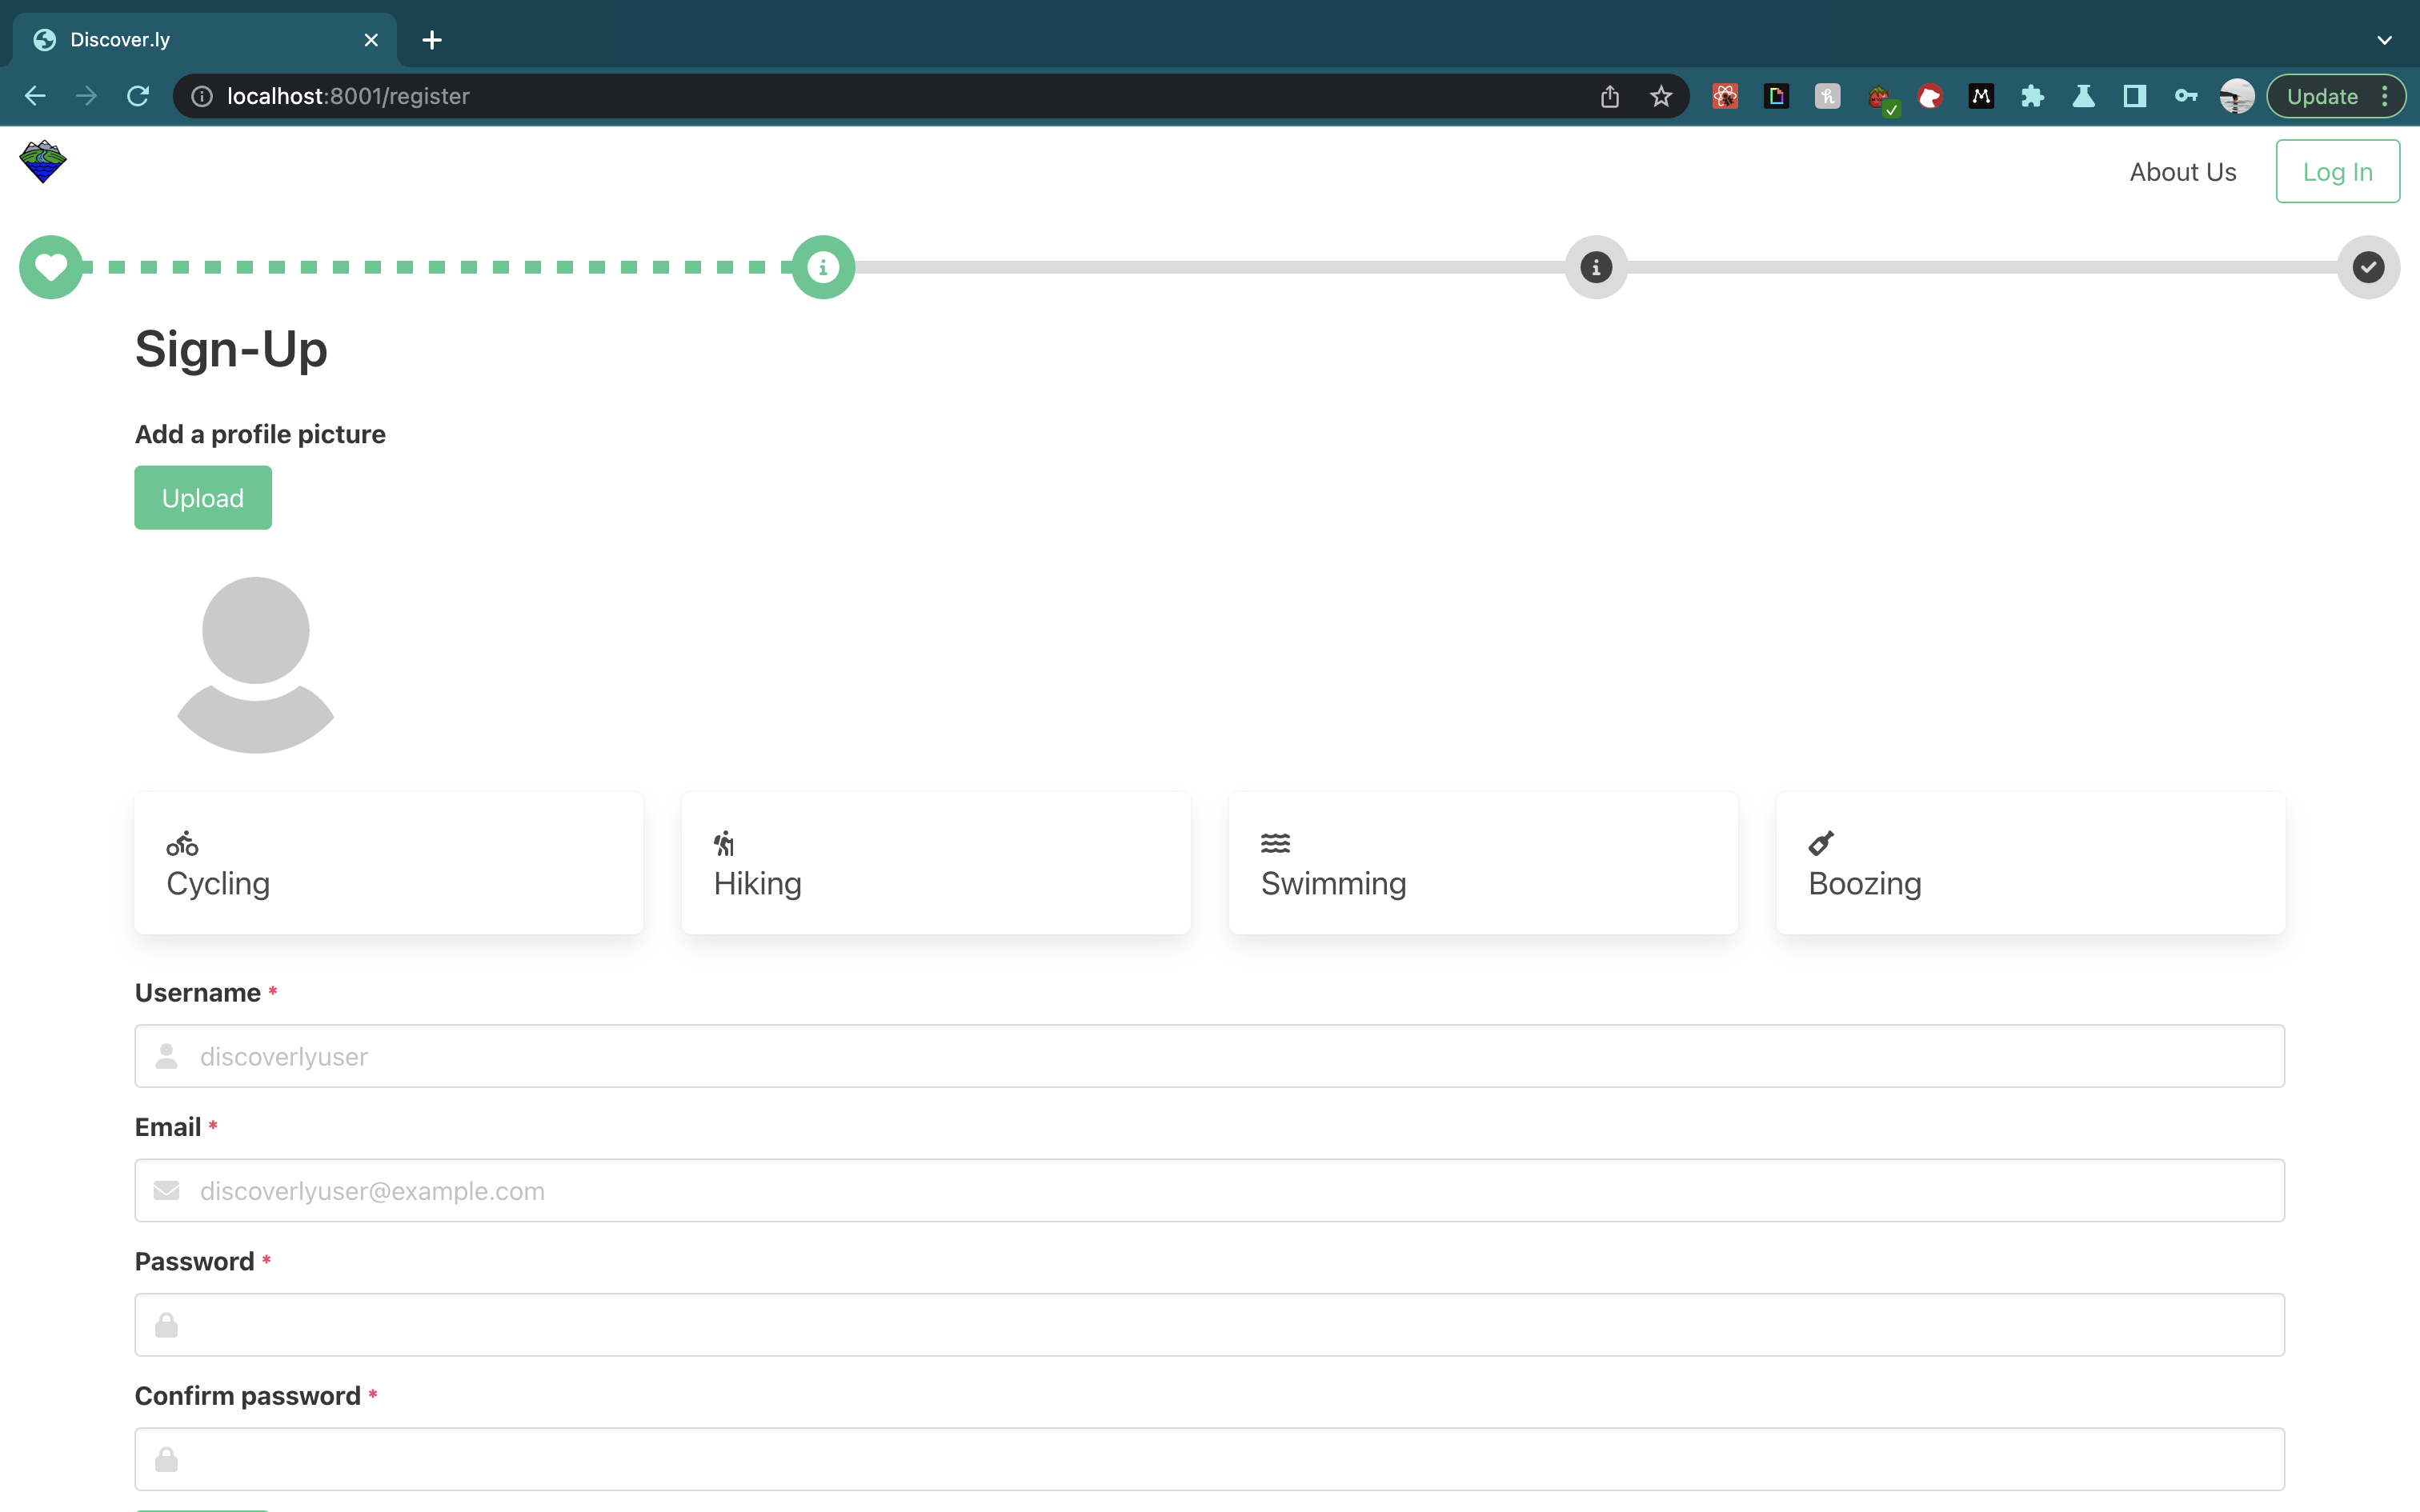 Discover.ly
localhost:8001/register
Update
About Us
Log In
Sign-Up
Add a profile picture
Upload
Cycling
Hiking
Swimming
Boozing
Username *
discoverlyuser
Email *
discoverlyuser@example.com
Password *
Confirm password *